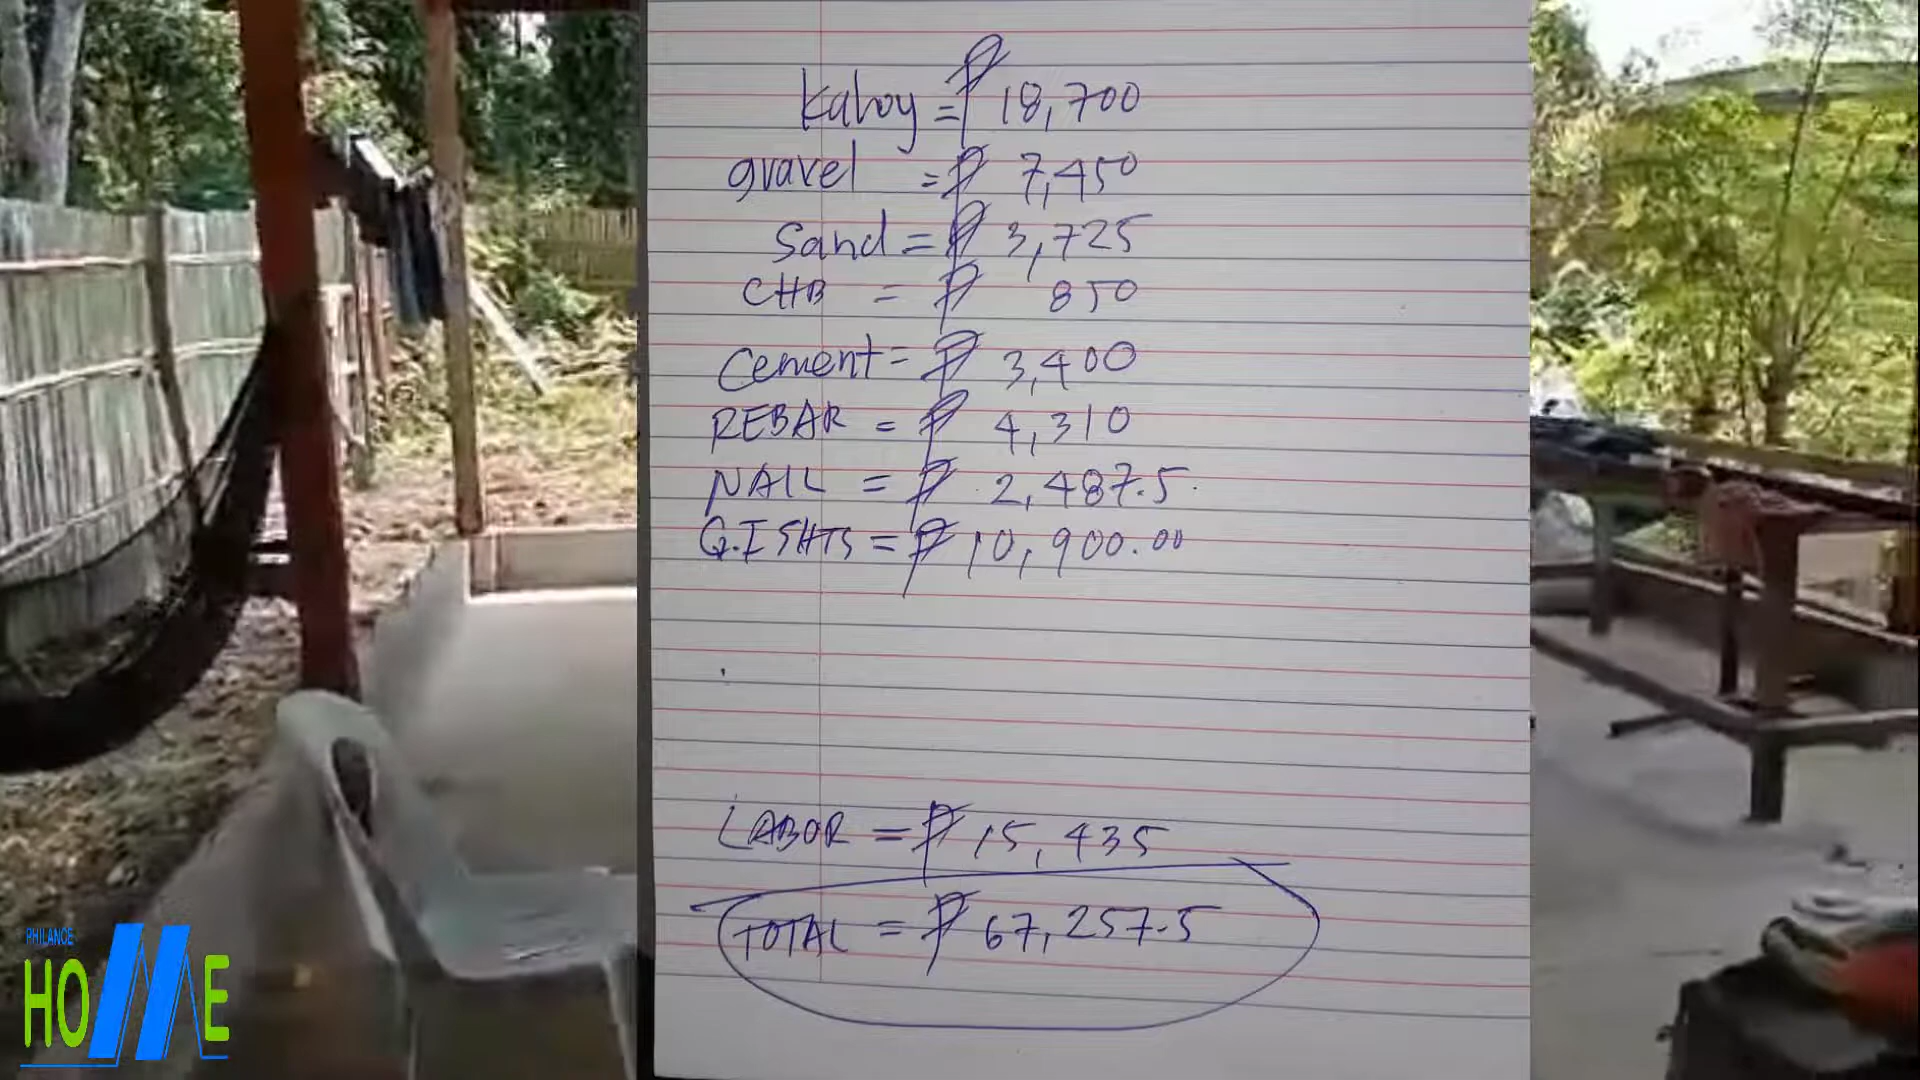 kahoy = ₱ 18,700
gravel = ₱ 7,450
Sand = ₱ 3,725
CHB = ₱ 850
Cement = ₱ 3,400
REBAR = ₱ 4,310
NAIL = ₱ 2,487.5
G.I SHTS = ₱ 10,900.00
LABOR = ₱ 15,435
TOTAL = ₱ 67,257.5
PHILANCE
HOME